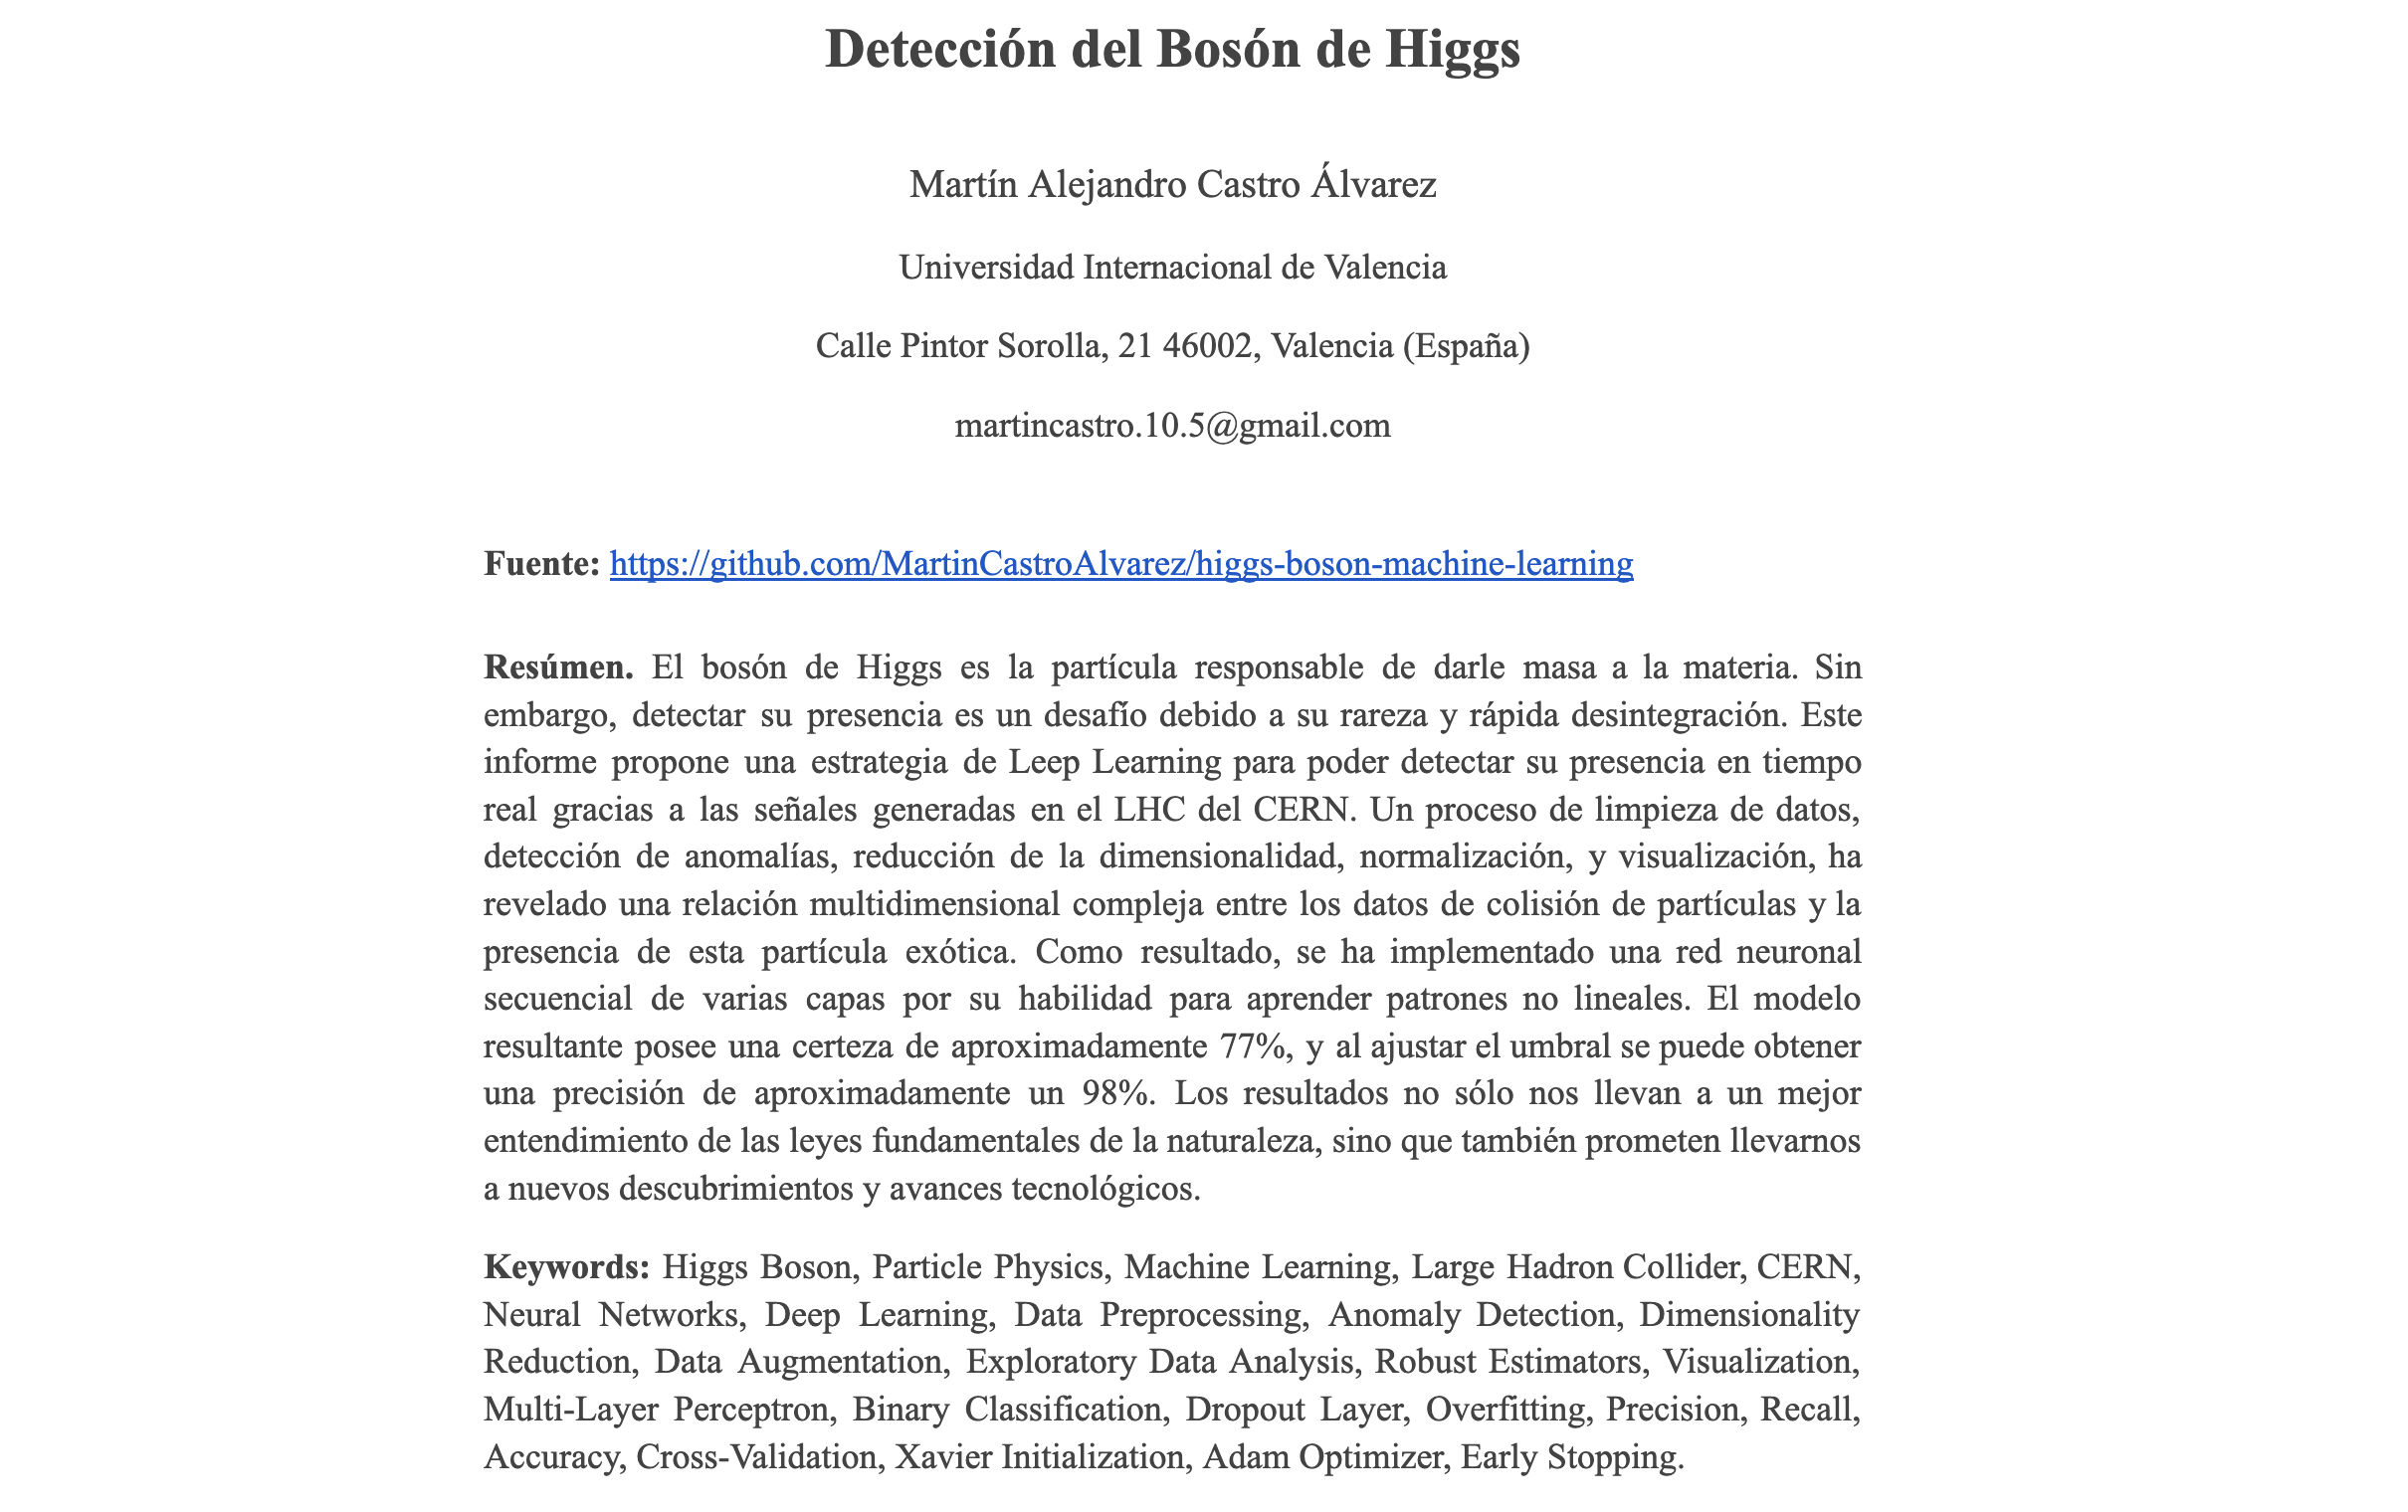 Detección del Bosón de Higgs
Martín Alejandro Castro Álvarez
Universidad Internacional de Valencia
Calle Pintor Sorolla, 21 46002, Valencia (España)
martincastro.10.5@gmail.com
Fuente: https://github.com/MartinCastroAlvarez/higgs-boson-machine-learning
Resúmen. El bosón de Higgs es la partícula responsable de darle masa a la materia. Sin
embargo, detectar su presencia es un desafío debido a su rareza y rápida desintegración. Este
informe propone una estrategia de Leep Learning para poder detectar su presencia en tiempo
real gracias a las señales generadas en el LHC del CERN. Un proceso de limpieza de datos,
detección de anomalías, reducción de la dimensionalidad, normalización, y visualización, ha
revelado una relación multidimensional compleja entre los datos de colisión de partículas y la
presencia de esta partícula exótica. Como resultado, se ha implementado una red neuronal
secuencial de varias capas por su habilidad para aprender patrones no lineales. El modelo
resultante posee una certeza de aproximadamente 77%, y al ajustar el umbral se puede obtener
una precisión de aproximadamente un 98%. Los resultados no sólo nos llevan a un mejor
entendimiento de las leyes fundamentales de la naturaleza, sino que también prometen llevarnos
a nuevos descubrimientos y avances tecnológicos.
Keywords: Higgs Boson, Particle Physics, Machine Learning, Large Hadron Collider, CERN,
Neural Networks, Deep Learning, Data Preprocessing, Anomaly Detection, Dimensionality
Reduction, Data Augmentation, Exploratory Data Analysis, Robust Estimators, Visualization,
Multi-Layer Perceptron, Binary Classification, Dropout Layer, Overfitting, Precision, Recall,
Accuracy, Cross-Validation, Xavier Initialization, Adam Optimizer, Early Stopping.